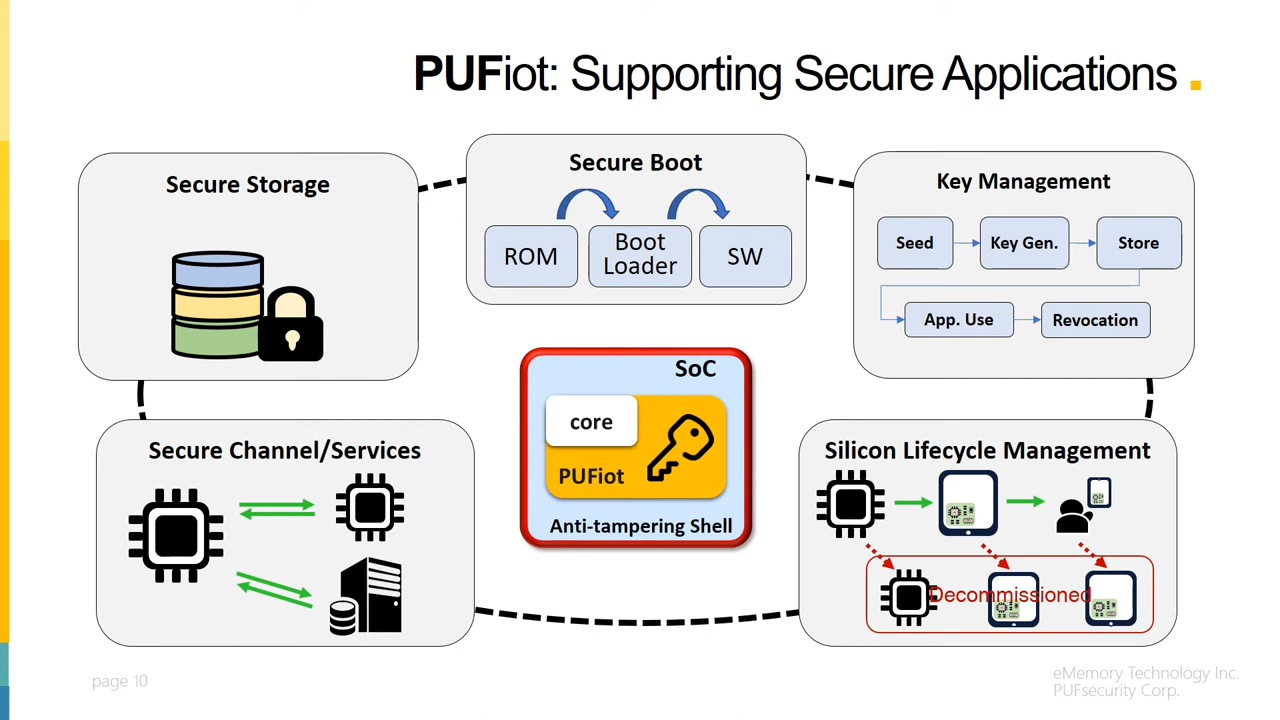 PUFiot: Supporting Secure Applications .
Secure Storage
Secure Boot
ROM
Boot
Loader
SW
Key Management
Seed
Key Gen.
Store
App. Use
Revocation
SoC
core
PUFiot
Anti-tampering Shell
Secure Channel/Services
Silicon Lifecycle Management
Decommissioned
page 10
eMemory Technology Inc.
PUFsecurity Corp.